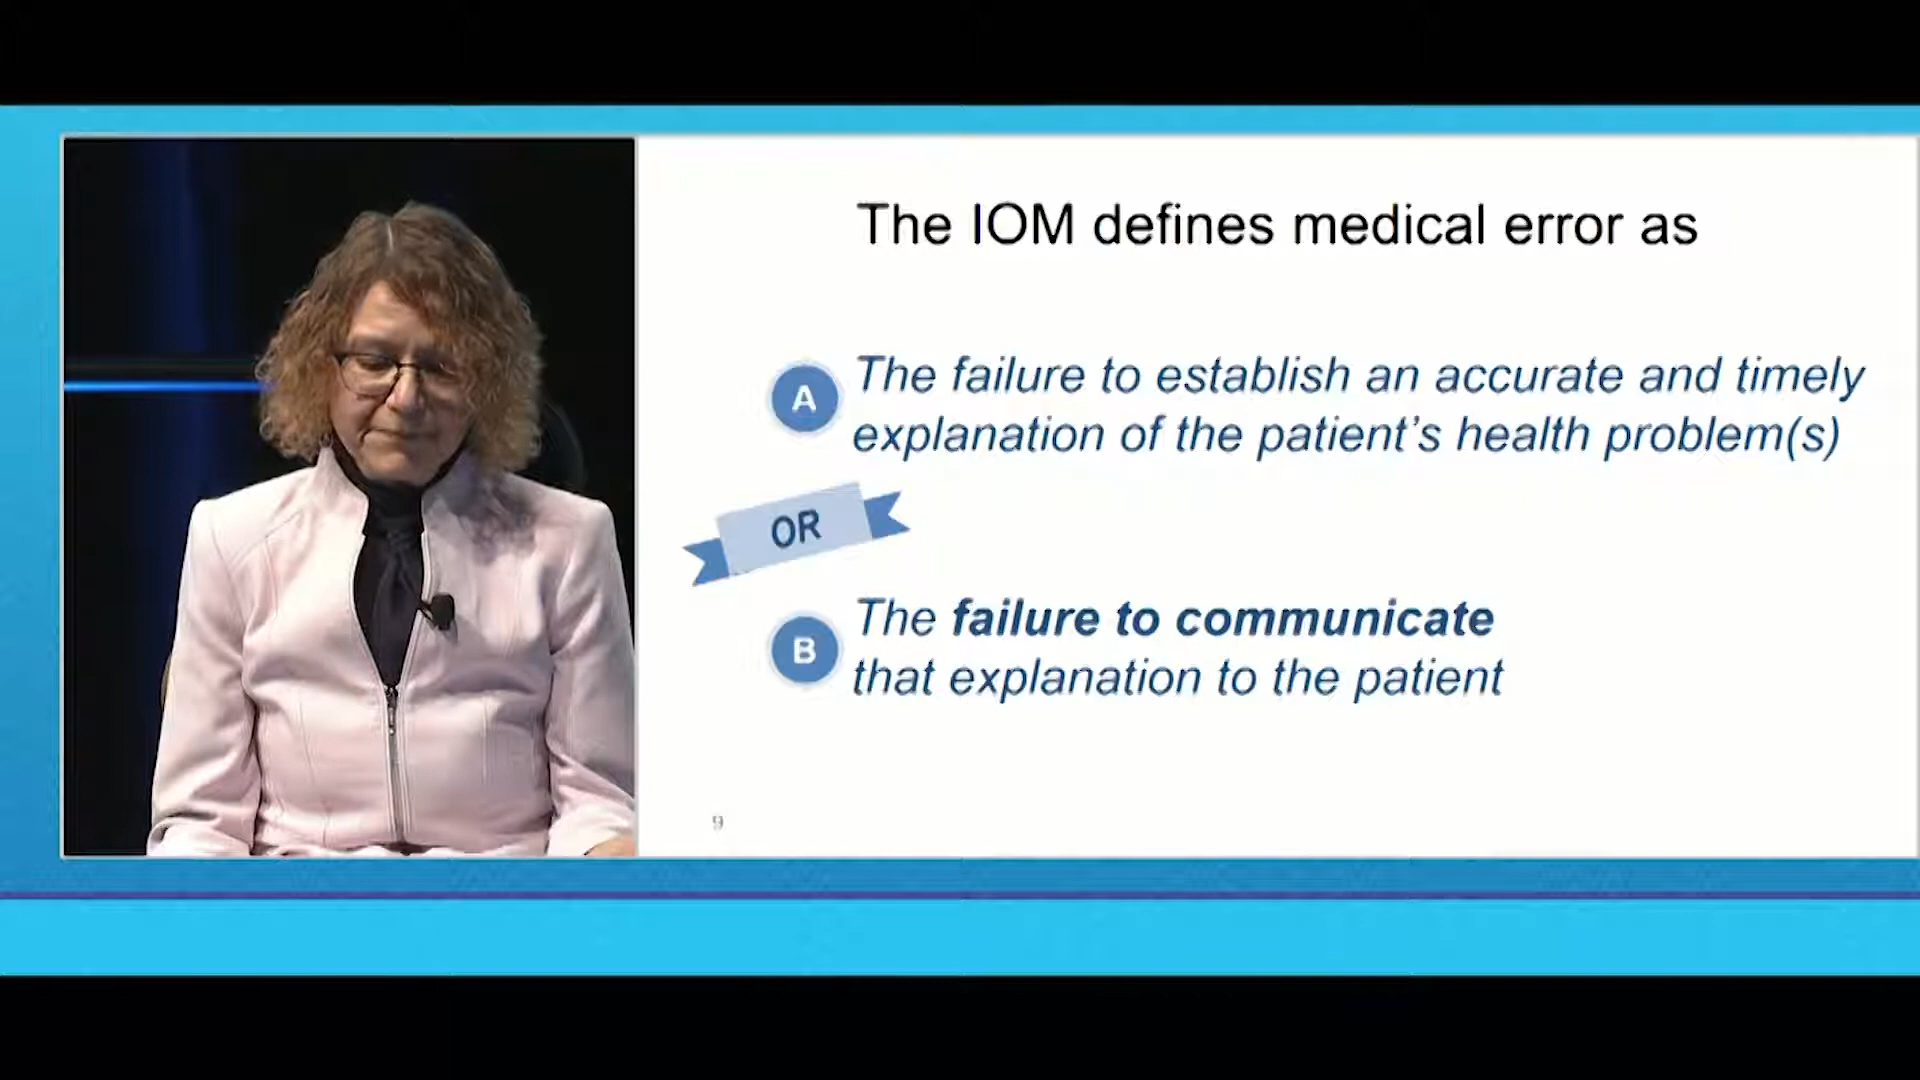 The IOM defines medical error as
A
The failure to establish an accurate and timely
explanation of the patient's health problem(s)
OR
B
The failure to communicate
that explanation to the patient
9